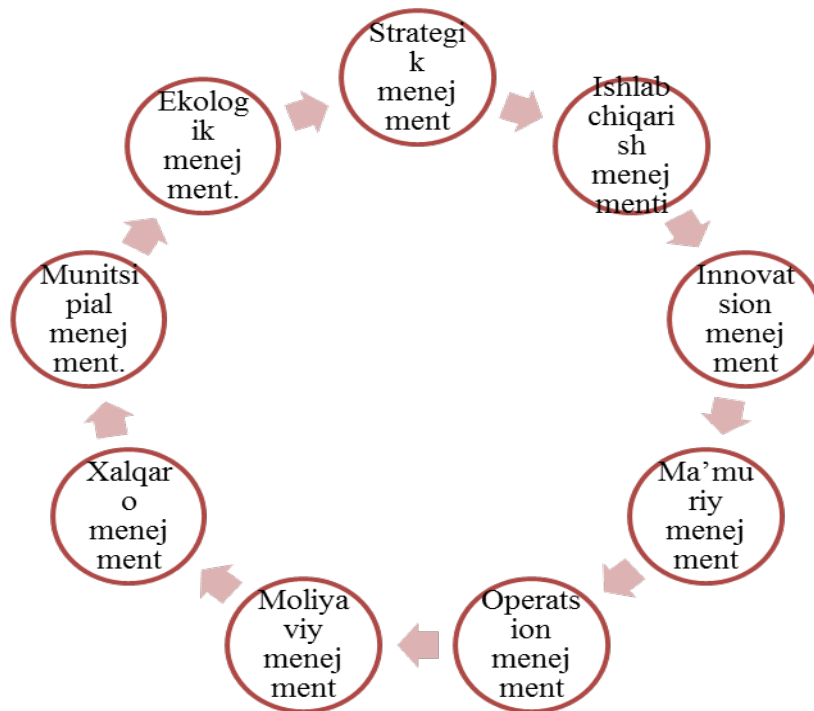 Strategi
k
menej
ment
Ishlab
chiqari
sh
menej
menti
Innovat
sion
menej
ment
Ma’mu
riy
menej
ment
Operats
ion
menej
ment
Moliya
viy
menej
ment
Xalqar
o
menej
ment
Munitsi
pial
menej
ment.
Ekolog
ik
menej
ment.